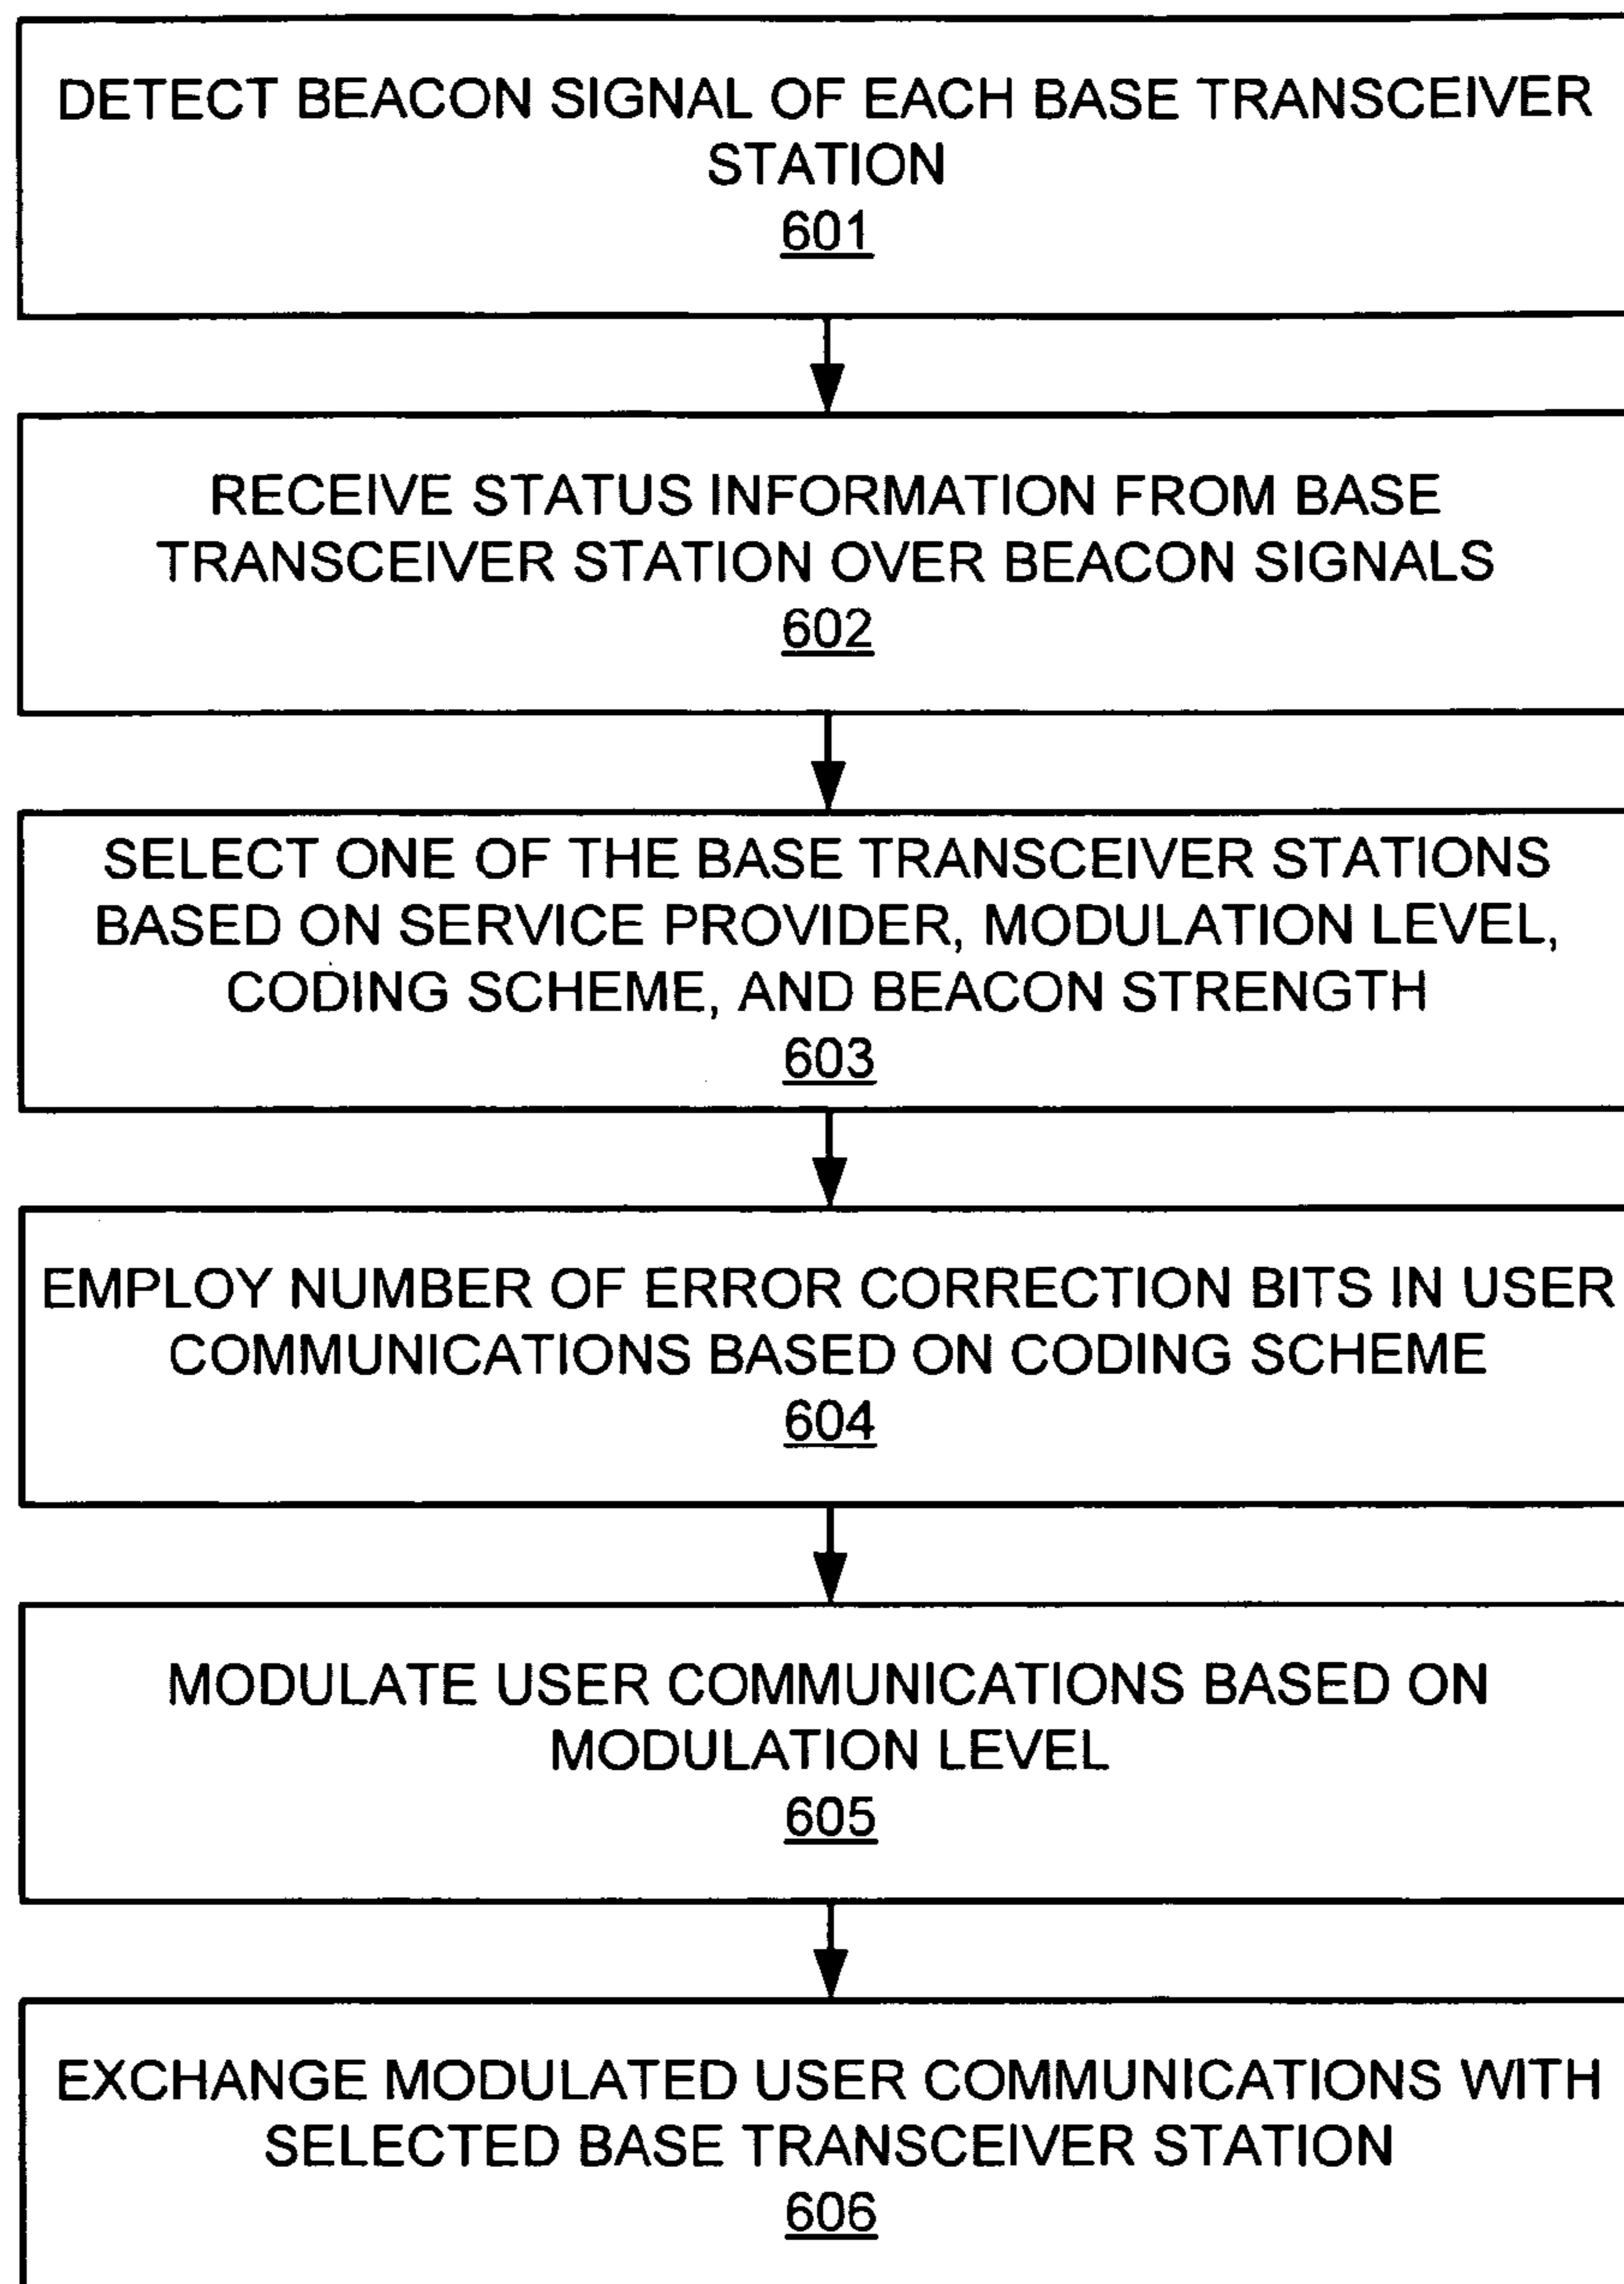 DETECT BEACON SIGNAL OF EACH BASE TRANSCEIVER
STATION
601
RECEIVE STATUS INFORMATION FROM BASE
TRANSCEIVER STATION OVER BEACON SIGNALS
602
SELECT ONE OF THE BASE TRANSCEIVER STATIONS
BASED ON SERVICE PROVIDER, MODULATION LEVEL,
CODING SCHEME, AND BEACON STRENGTH
603
EMPLOY NUMBER OF ERROR CORRECTION BITS IN USER
COMMUNICATIONS BASED ON CODING SCHEME
604
MODULATE USER COMMUNICATIONS BASED ON
MODULATION LEVEL
605
EXCHANGE MODULATED USER COMMUNICATIONS WITH
SELECTED BASE TRANSCEIVER STATION
606